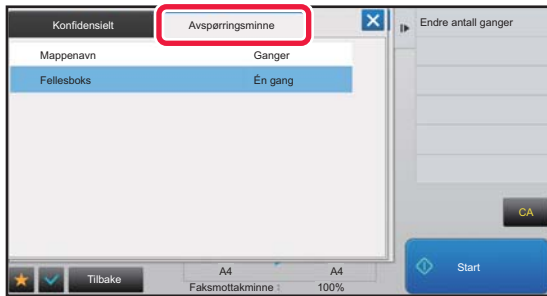 Konfidensielt
Avspørringsminne
Endre antall ganger
Mappenavn Ganger
Fellesboks Én gang
CA
Tilbake
A4 A4
Start
Faksmottakminne : 100%